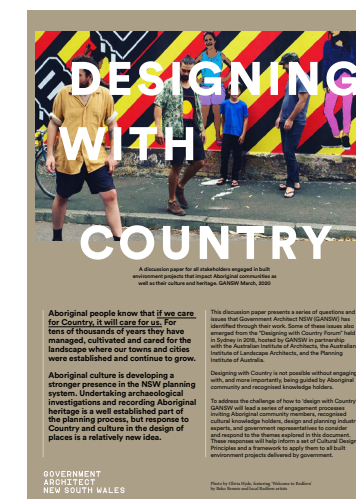 DESIGNING
WITH
COUNTRY
A discussion paper for all stakeholders engaged in built
environment projects that impact Aboriginal communities as
well as their culture and heritage. GANSW March, 2020
Aboriginal people know that if we care
for Country, it will care for us. For
tens of thousands of years they have
managed, cultivated and cared for the
landscape where our towns and cities
were established and continue to grow.
Aboriginal culture is developing a
stronger presence in the NSW planning
system. Undertaking archaeological
investigations and recording Aboriginal
heritage is a well established part of
the planning process, but response to
Country and culture in the design of
places is a relatively new idea.
This discussion paper presents a series of questions and
issues that Government Architect NSW (GANSW) has
identified through their work. Some of these issues also
emerged from the "Designing with Country Forum" held
in Sydney in 2018, hosted by GANSW in partnership
with the Australian Institute of Architects, the Australian
Institute of Landscape Architects, and the Planning
Institute of Australia.
Designing with Country is not possible without engaging
with, and more importantly, being guided by Aboriginal
community and recognised knowledge holders.
To address the challenge of how to 'design with Country'
GANSW will lead a series of engagement processes
inviting Aboriginal community members, recognised
cultural knowledge holders, design and planning industry
experts, and government representatives to consider
and respond to the themes explored in this document.
These responses will help inform a set of Cultural Design
Principles and a framework to apply them to all built
environment projects delivered by government.
GOVERNMENT
ARCHITECT
NEW SOUTH WALES
Photo by Olivia